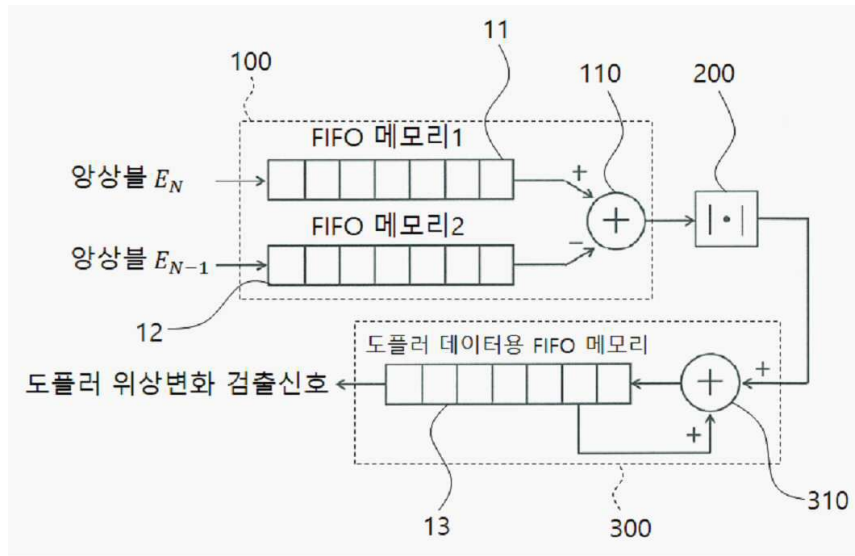 11
100
110
200
FIFO 메모리1
앙상블 E_N
+
+
| • |
FIFO 메모리2
앙상블 E_{N-1}
−
12
도플러 데이터용 FIFO 메모리
도플러 위상변화 검출신호
+
+
+
13
300
310